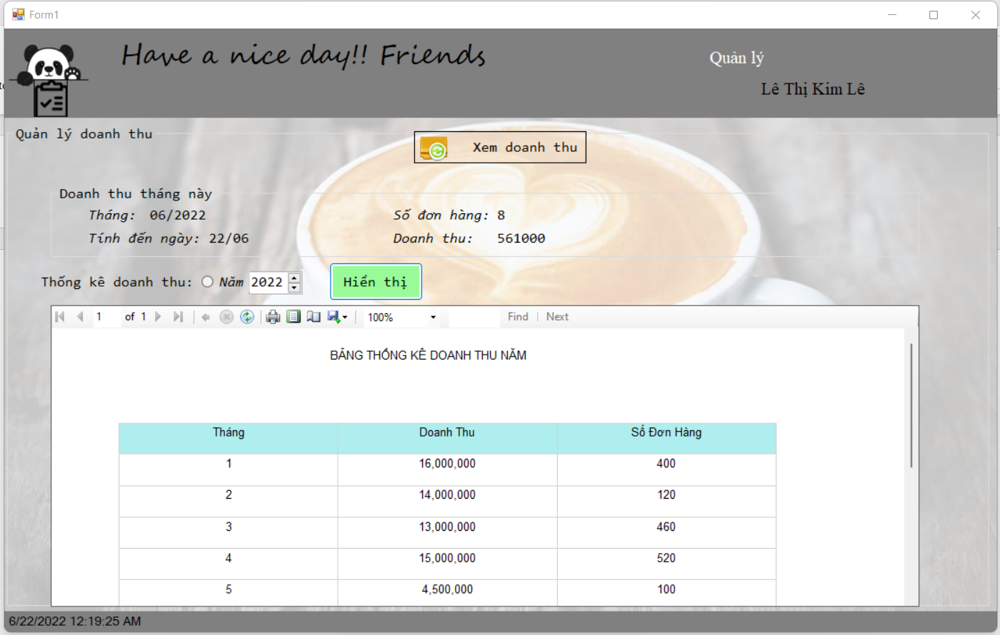 Form1
Have a nice day!! Friends
Quản lý
Lê Thị Kim Lê
Quản lý doanh thu
Xem doanh thu
Doanh thu tháng này
Tháng: 06/2022 Số đơn hàng: 8
Tính đến ngày: 22/06 Doanh thu: 561000
Thống kê doanh thu: Năm 2022 Hiển thị
1 of 1 100% Find | Next
BẢNG THỐNG KÊ DOANH THU NĂM
Tháng Doanh Thu Số Đơn Hàng
1 16,000,000 400
2 14,000,000 120
3 13,000,000 460
4 15,000,000 520
5 4,500,000 100
6/22/2022 12:19:25 AM